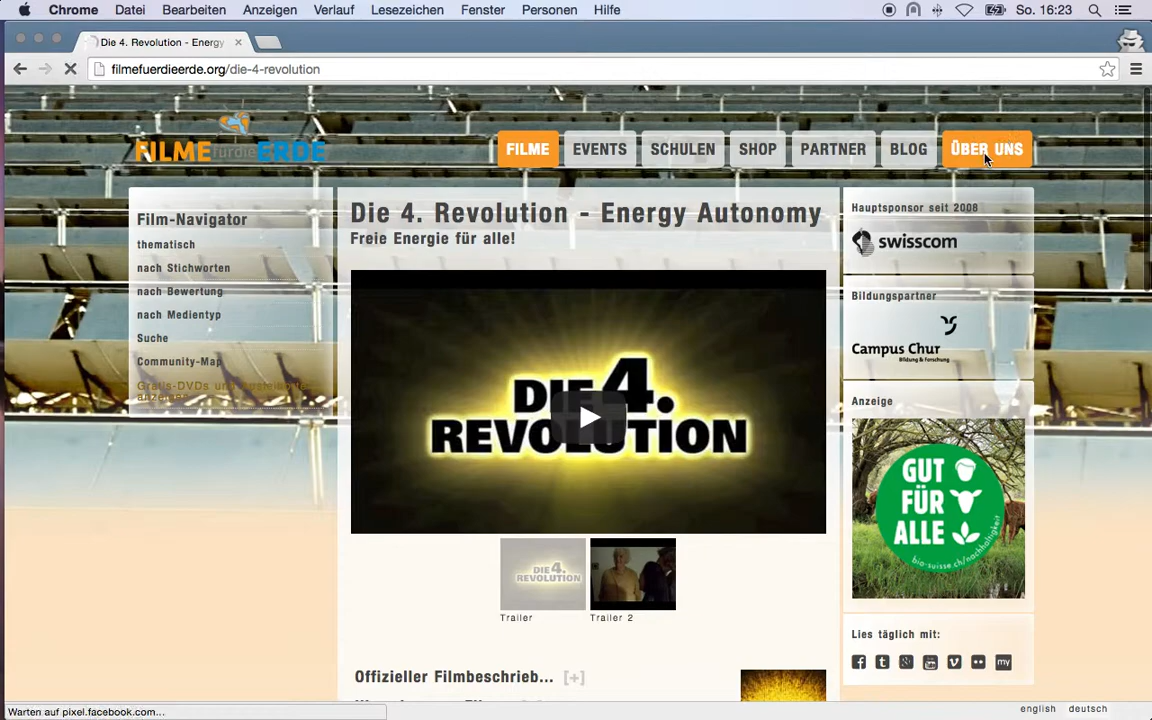 Chrome Datei Bearbeiten Anzeigen Verlauf Lesezeichen Fenster Personen Hilfe So. 16:23
Die 4. Revolution - Energy
filmefuerdieerde.org/die-4-revolution
FILME für die ERDE
FILME EVENTS SCHULEN SHOP PARTNER BLOG ÜBER UNS
Film-Navigator
thematisch
nach Stichworten
nach Bewertung
nach Medientyp
Suche
Community-Map
Gratis-DVDs und
anzeigen
Die 4. Revolution - Energy Autonomy
Freie Energie für alle!
DIE 4.
REVOLUTION
DIE 4.
REVOLUTION
Trailer Trailer 2
Offizieller Filmbeschrieb... [+]
Hauptsponsor seit 2008
swisscom
Bildungspartner
Campus Chur
Bildung & Forschung
Anzeige
GUT
FÜR
ALLE
bio-suisse.ch/nachhaltigkeit
Lies täglich mit:
my
Warten auf pixel.facebook.com...
english deutsch